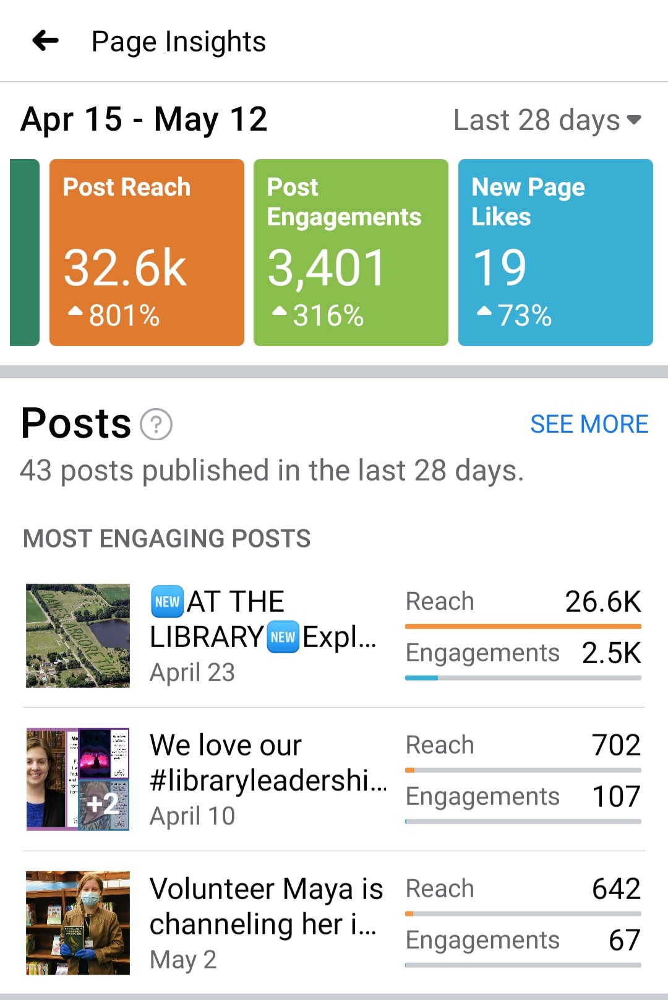 Page Insights
Apr 15 - May 12
Last 28 days
Post Reach
32.6k
801%
Post
Engagements
3,401
316%
New Page
Likes
19
73%
Posts ?
SEE MORE
43 posts published in the last 28 days.
MOST ENGAGING POSTS
DAWES ARBORETUM
🆕AT THE
LIBRARY🆕Expl...
April 23
Reach 26.6K
Engagements 2.5K
+2
We love our
#libraryleadershi...
April 10
Reach 702
Engagements 107
Volunteer Maya is
channeling her i...
May 2
Reach 642
Engagements 67